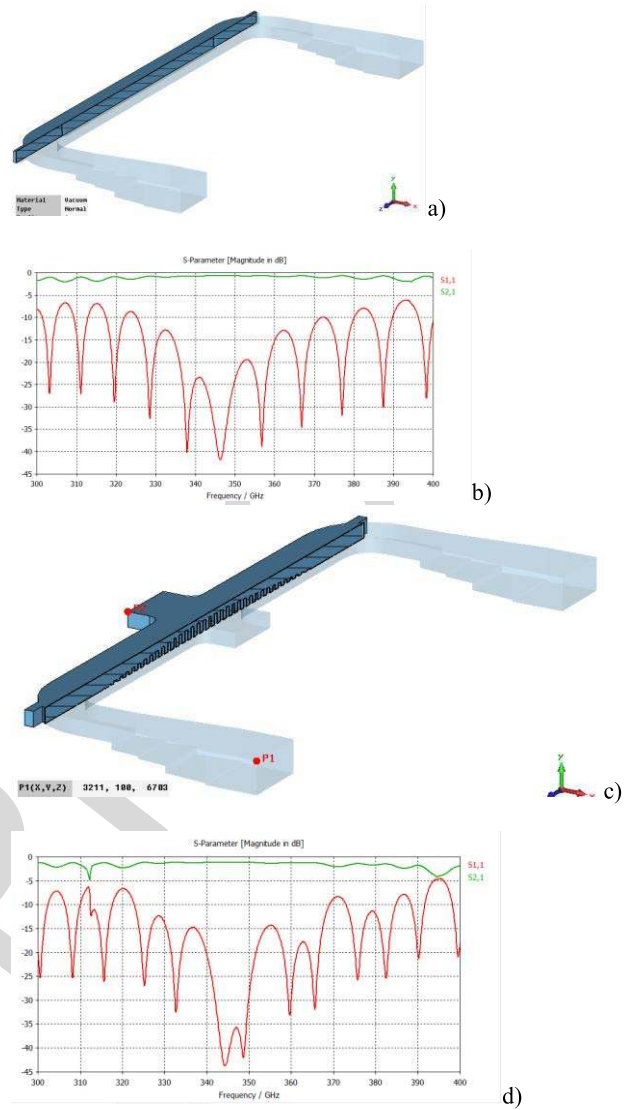 Material Vacuum
Type Normal
y
z x
a)
S-Parameter [Magnitude in dB]
0
-5
-10
-15
-20
-25
-30
-35
-40
-45
S1,1
S2,1
300 310 320 330 340 350 360 370 380 390 400
Frequency / GHz
b)
P1
P1(X,Y,Z) 3211, 100, 6703
y
c)
S-Parameter [Magnitude in dB]
0
-5
-10
-15
-20
-25
-30
-35
-40
-45
S1,1
S2,1
300 310 320 330 340 350 360 370 380 390 400
Frequency / GHz
d)